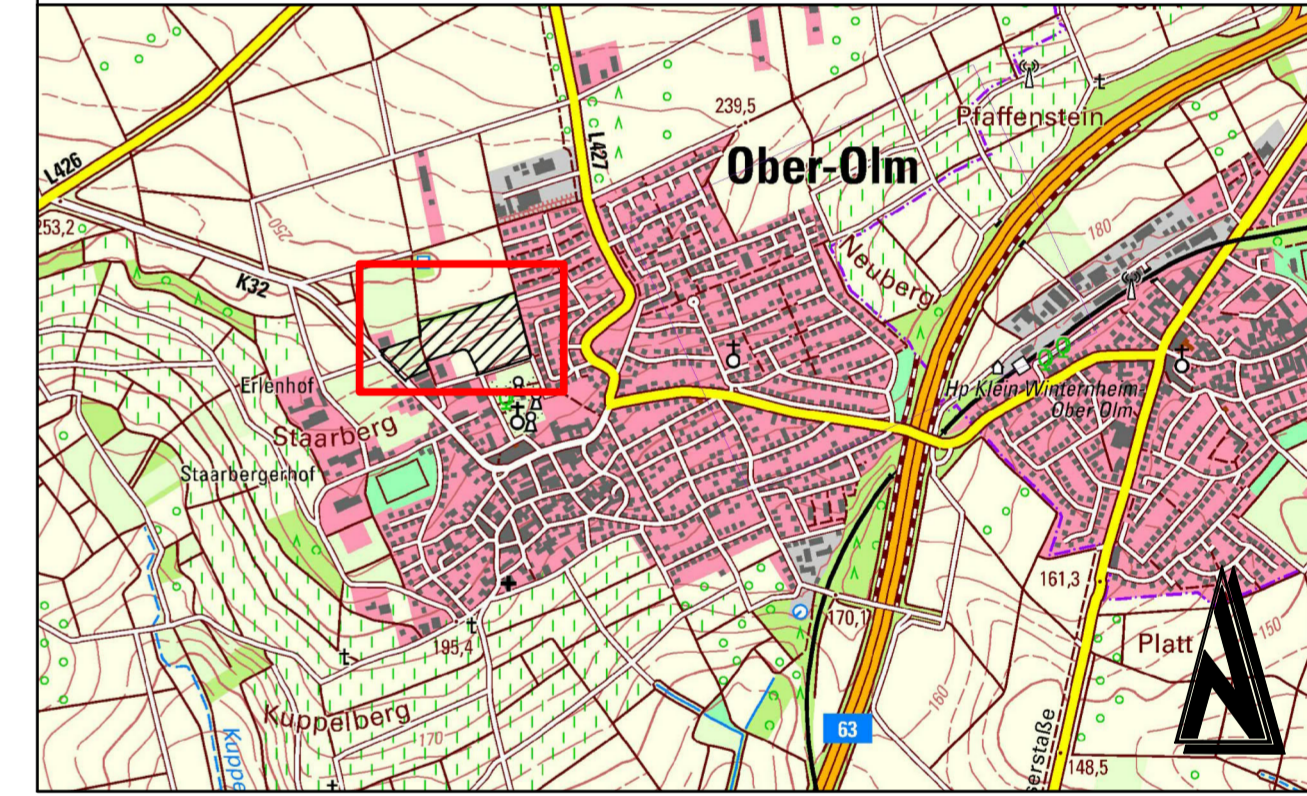 239,5
Pfaffenstein
L427
Ober-Olm
L426
253,2
250
180
K32
Neuberg
Erlenhof
Hp Klein-Winternheim-
Ober Olm
Staarberg
Staarbergerhof
161,3
170,1
195,4
150
Platt
Kuppelberg
170
160
63
Kuppe
serstaße
148,5
N